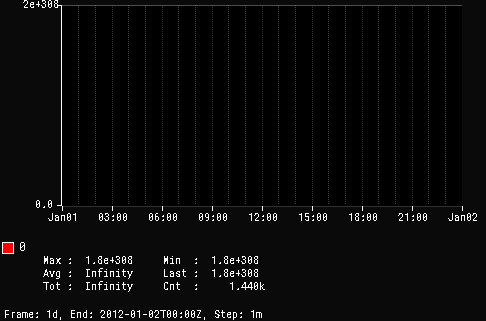 2e+308
0.0
Jan01 03:00 06:00 09:00 12:00 15:00 18:00 21:00 Jan02
0
Max : 1.8e+308 Min : 1.8e+308
Avg : Infinity Last : 1.8e+308
Tot : Infinity Cnt : 1.440k
Frame: 1d, End: 2012-01-02T00:00Z, Step: 1m